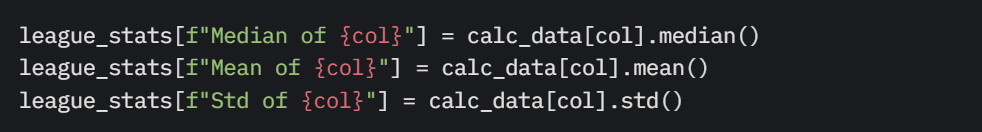 league_stats[f"Median of {col}"] = calc_data[col].median()
league_stats[f"Mean of {col}"] = calc_data[col].mean()
league_stats[f"Std of {col}"] = calc_data[col].std()